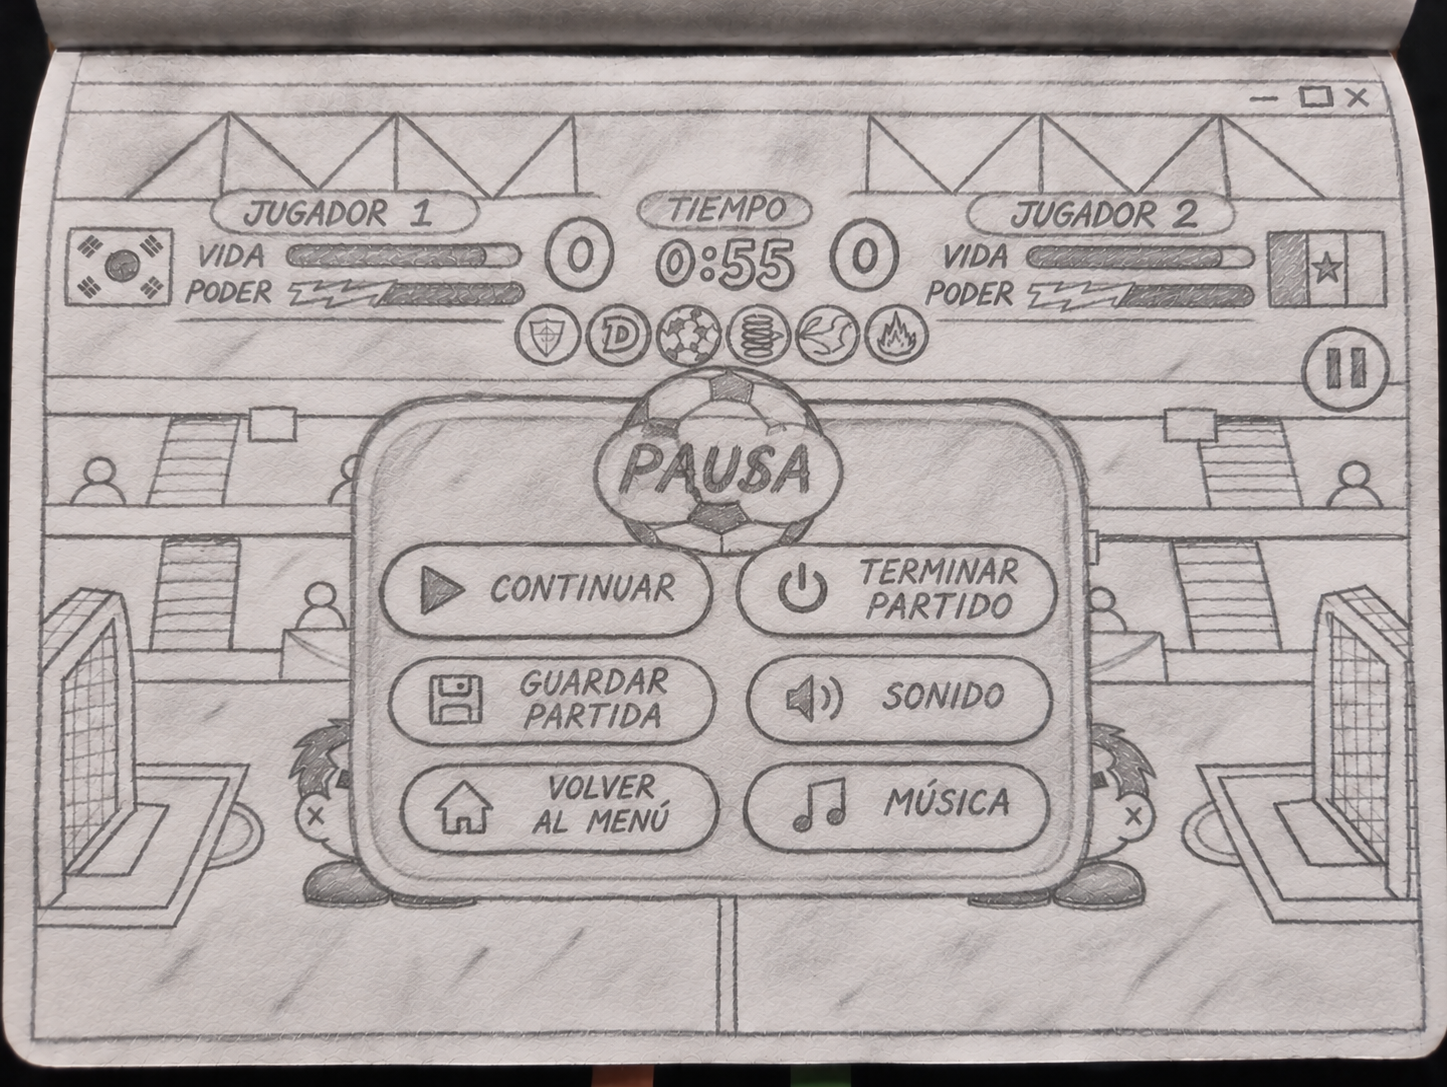 JUGADOR 1
TIEMPO
JUGADOR 2
VIDA
0
0:55
0
VIDA
PODER
PODER
D
PAUSA
CONTINUAR
TERMINAR
PARTIDO
GUARDAR
PARTIDA
SONIDO
VOLVER
AL MENÚ
MÚSICA